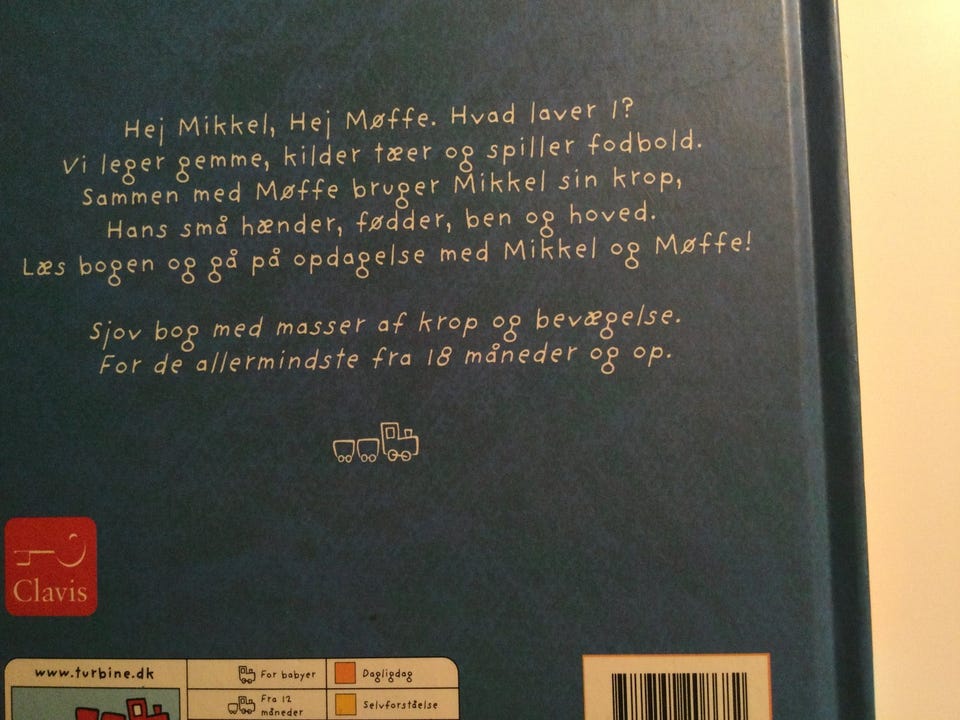 Hej Mikkel, Hej Møffe. Hvad laver I?
Vi leger gemme, kilder tæer og spiller fodbold.
Sammen med Møffe bruger Mikkel sin krop,
Hans små hænder, fødder, ben og hoved.
Læs bogen og gå på opdagelse med Mikkel og Møffe!
Sjov bog med masser af krop og bevægelse.
For de allermindste fra 18 måneder og op.
Clavis
www.turbine.dk
For babyer
Dagligdag
Fra 12
måneder
Selvforståelse